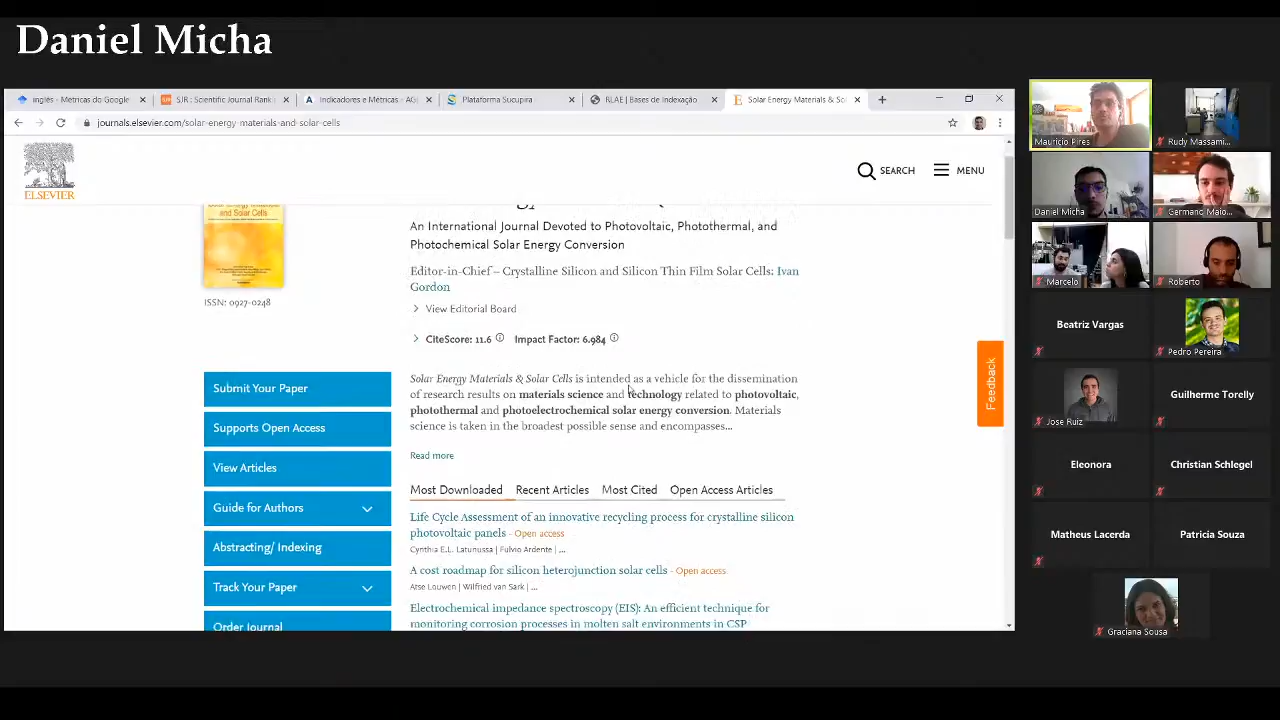 Daniel Micha
inglês - Métricas do Google
SJR : Scientific Journal Rank
Indicadores e Métricas - AG
Plataforma Sucupira
RLAE | Bases de Indexação
Solar Energy Materials & So
journals.elsevier.com/solar-energy-materials-and-solar-cells
ELSEVIER
SEARCH
MENU
and Solar Cells
ISSN: 0927-0248
An International Journal Devoted to Photovoltaic, Photothermal, and
Photochemical Solar Energy Conversion
Editor-in-Chief – Crystalline Silicon and Silicon Thin Film Solar Cells: Ivan
Gordon
View Editorial Board
CiteScore: 11.6 Impact Factor: 6.984
Solar Energy Materials & Solar Cells is intended as a vehicle for the dissemination
of research results on materials science and technology related to photovoltaic,
photothermal and photoelectrochemical solar energy conversion. Materials
science is taken in the broadest possible sense and encompasses...
Read more
Submit Your Paper
Supports Open Access
View Articles
Guide for Authors
Abstracting/ Indexing
Track Your Paper
Order Journal
Most Downloaded Recent Articles Most Cited Open Access Articles
Life Cycle Assessment of an innovative recycling process for crystalline silicon
photovoltaic panels - Open access
Cynthia E.L. Latunussa | Fulvio Ardente | ...
A cost roadmap for silicon heterojunction solar cells - Open access
Atse Louwen | Wilfried van Sark | ...
Electrochemical impedance spectroscopy (EIS): An efficient technique for
monitoring corrosion processes in molten salt environments in CSP
Feedback
Mauricio Pires
Rudy Massami...
Daniel Micha
Germano Maio...
Marcelo
Roberto
Beatriz Vargas
Pedro Pereira
Jose Ruiz
Guilherme Torelly
Eleonora
Christian Schlegel
Matheus Lacerda
Patricia Souza
Graciana Sousa